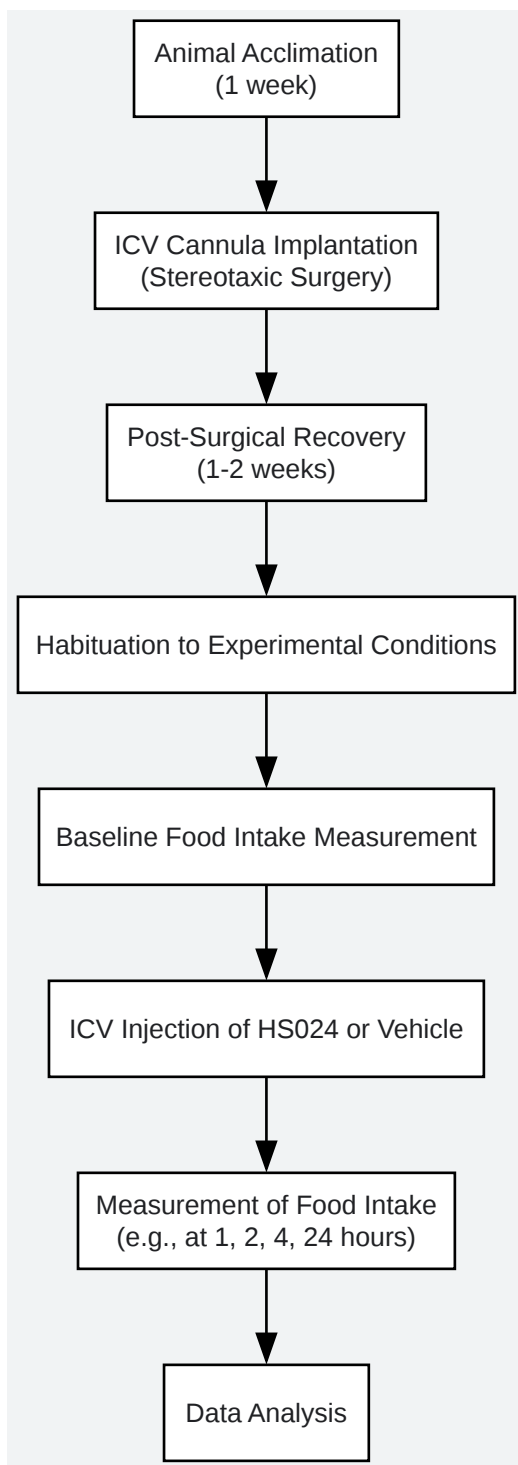 Animal Acclimation
(1 week)
ICV Cannula Implantation
(Stereotaxic Surgery)
Post-Surgical Recovery
(1-2 weeks)
Habituation to Experimental Conditions
Baseline Food Intake Measurement
ICV Injection of HS024 or Vehicle
Measurement of Food Intake
(e.g., at 1, 2, 4, 24 hours)
Data Analysis